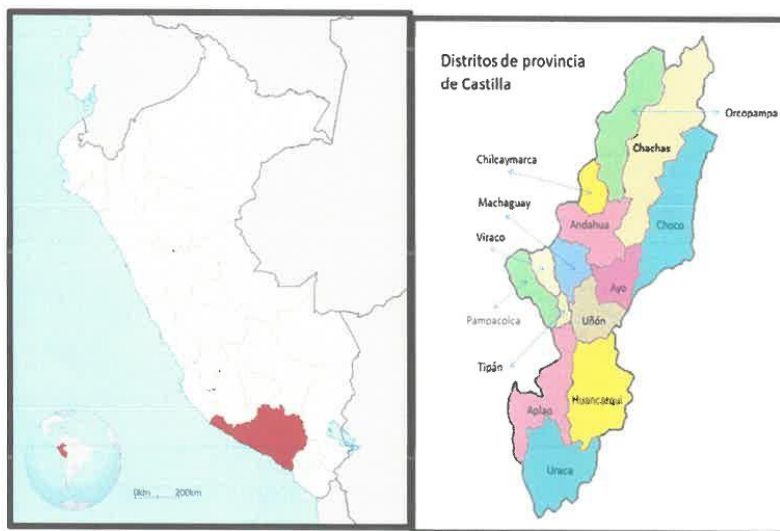 Distritos de provincia
de Castilla
Orcopampa
Chachas
Chilcaymarca
Machaguay
Andahua
Choco
Viraco
Ayo
Pampacolca
Uñón
Tipán
Huancarqui
Aplao
Uraca
0km 200km